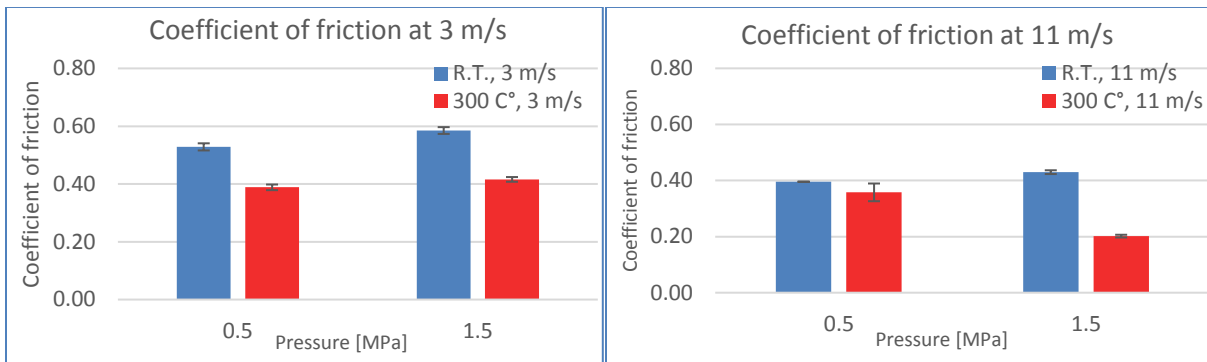 Coefficient of friction at 3 m/s
0.80
0.60
0.40
0.20
0.00
Coefficient of friction
R.T., 3 m/s
300 C°, 3 m/s
0.5
1.5
Pressure [MPa]
Coefficient of friction at 11 m/s
0.80
0.60
0.40
0.20
0.00
Coefficient of friction
R.T., 11 m/s
300 C°, 11 m/s
0.5
1.5
Pressure [MPa]